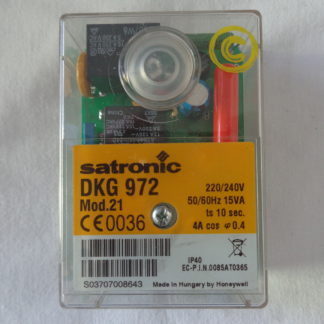 satronic
DKG 972
Mod.21
220/240V
50/60Hz 15VA
ts 10 sec.
4A cos φ 0.4
CE0036
IP40
EC-P.I.N.0085AT0365
S03707008643
Made in Hungary by Honeywell